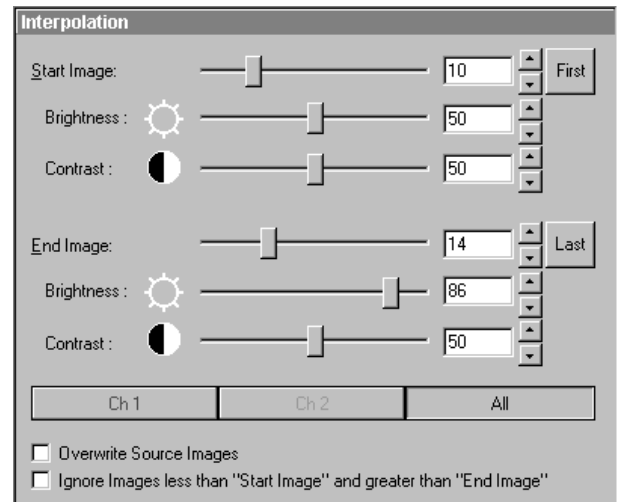 Interpolation
Start Image: 10 First
Brightness : 50
Contrast : 50
End Image: 14 Last
Brightness : 86
Contrast : 50
Ch 1 Ch 2 All
Overwrite Source Images
Ignore Images less than "Start Image" and greater than "End Image"